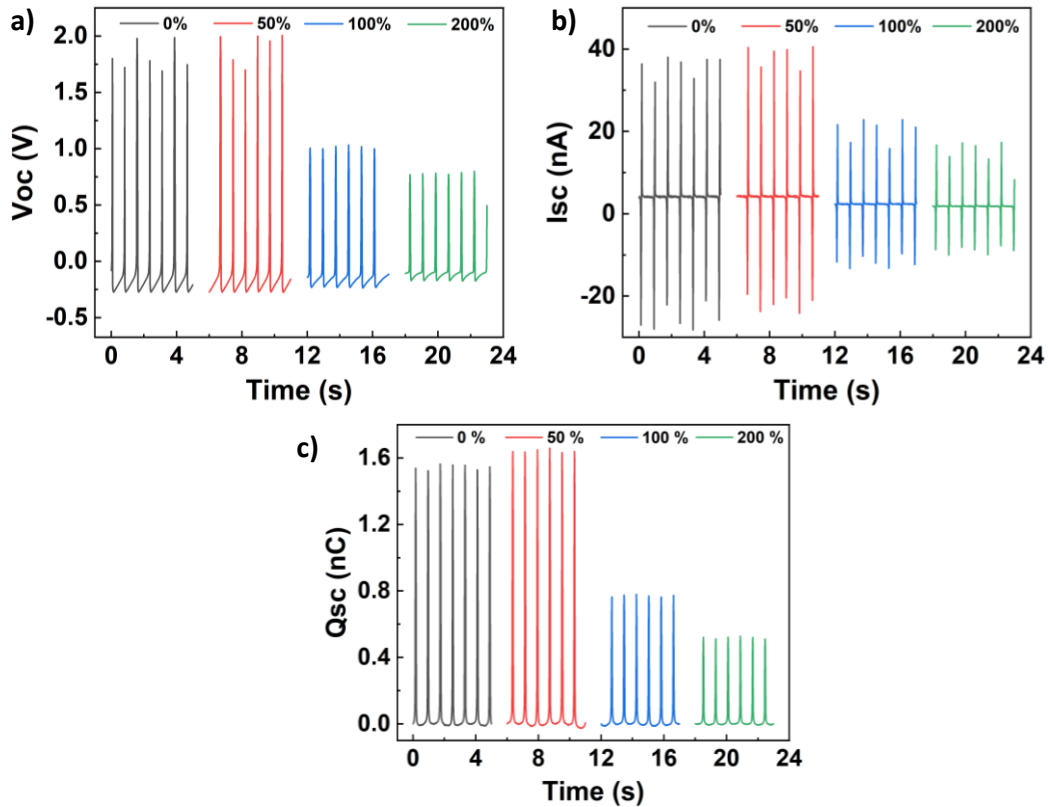 a)
0% 50% 100% 200%
2.0
1.5
1.0
0.5
0.0
-0.5
Voc (V)
0 4 8 12 16 20 24
Time (s)
b)
0% 50% 100% 200%
40
20
0
-20
Isc (nA)
0 4 8 12 16 20 24
Time (s)
c)
0 % 50 % 100 % 200 %
1.6
1.2
0.8
0.4
0.0
Qsc (nC)
0 4 8 12 16 20 24
Time (s)